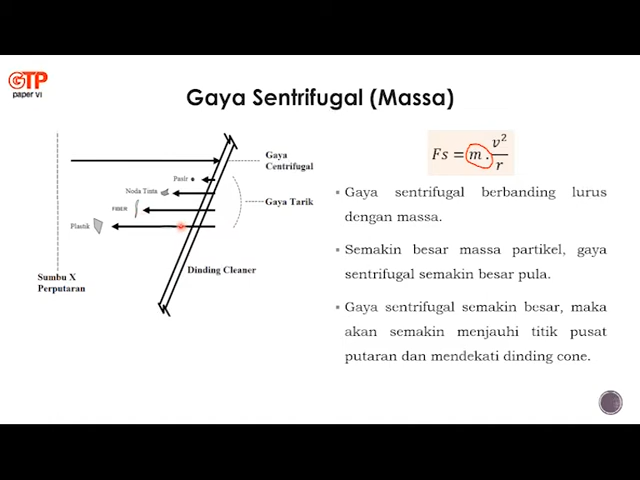 GTP
paper VI
Gaya Sentrifugal (Massa)
Fs = m . v²/r
Gaya
Centrifugal
Pasir
Noda Tinta
FIBER
Plastik
Gaya Tarik
Dinding Cleaner
Sumbu X
Perputaran
▪ Gaya sentrifugal berbanding lurus
dengan massa.
▪ Semakin besar massa partikel, gaya
sentrifugal semakin besar pula.
▪ Gaya sentrifugal semakin besar, maka
akan semakin menjauhi titik pusat
putaran dan mendekati dinding cone.